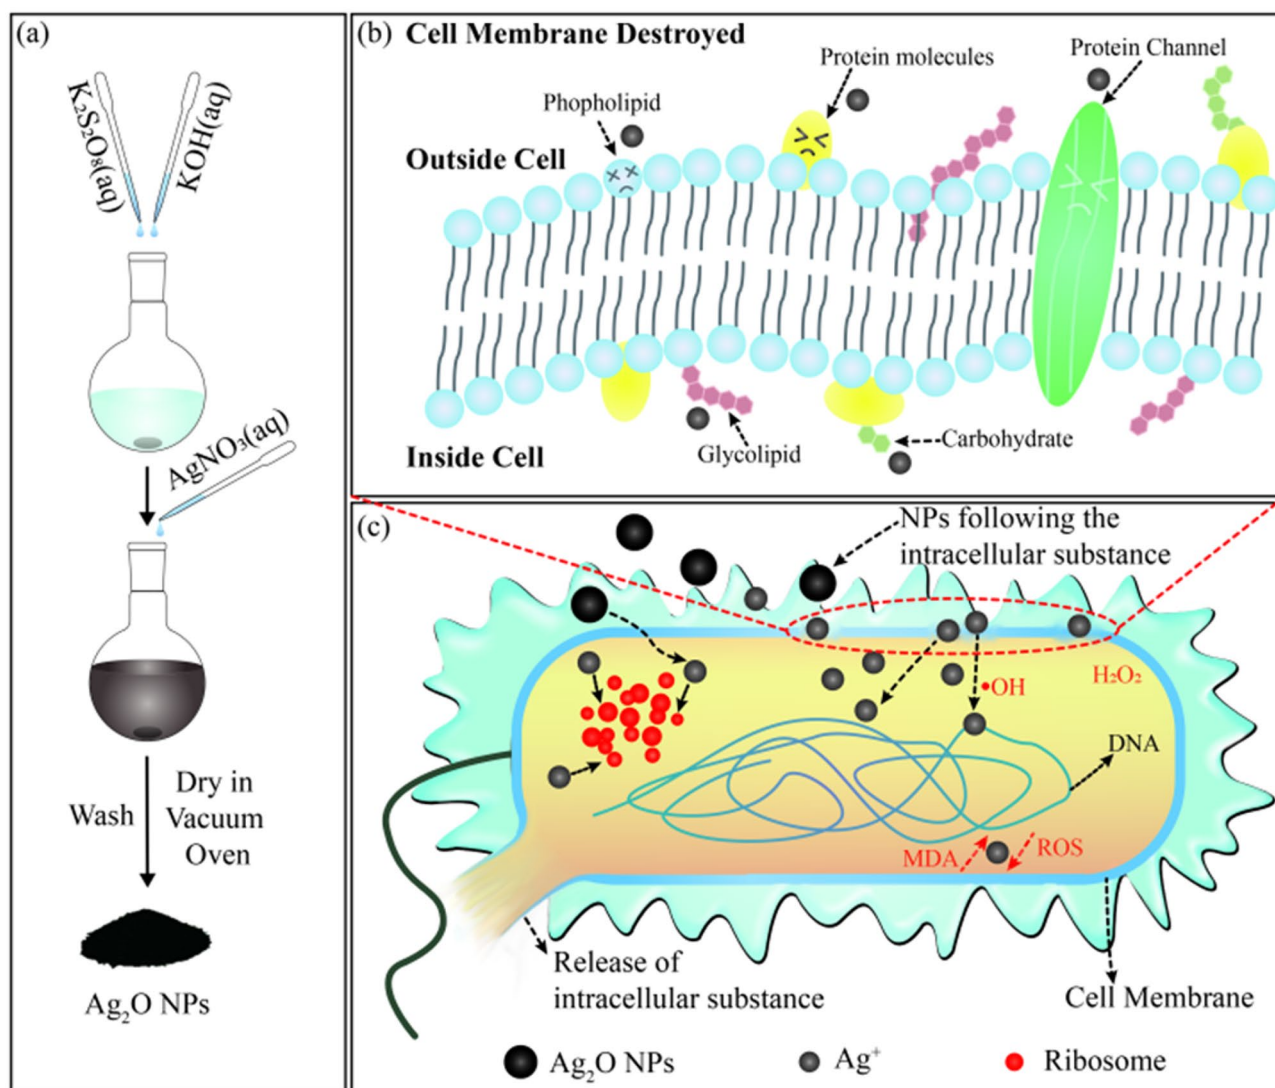 (a)
K₂S₂O₈(aq)
KOH(aq)
AgNO₃(aq)
Wash
Dry in
Vacuum
Oven
Ag₂O NPs
(b) Cell Membrane Destroyed
Protein molecules
Protein Channel
Phopholipid
Outside Cell
Glycolipid
Carbohydrate
Inside Cell
(c)
NPs following the
intracellular substance
•OH
H₂O₂
DNA
MDA
ROS
Release of
intracellular substance
Cell Membrane
Ag₂O NPs
Ag⁺
Ribosome